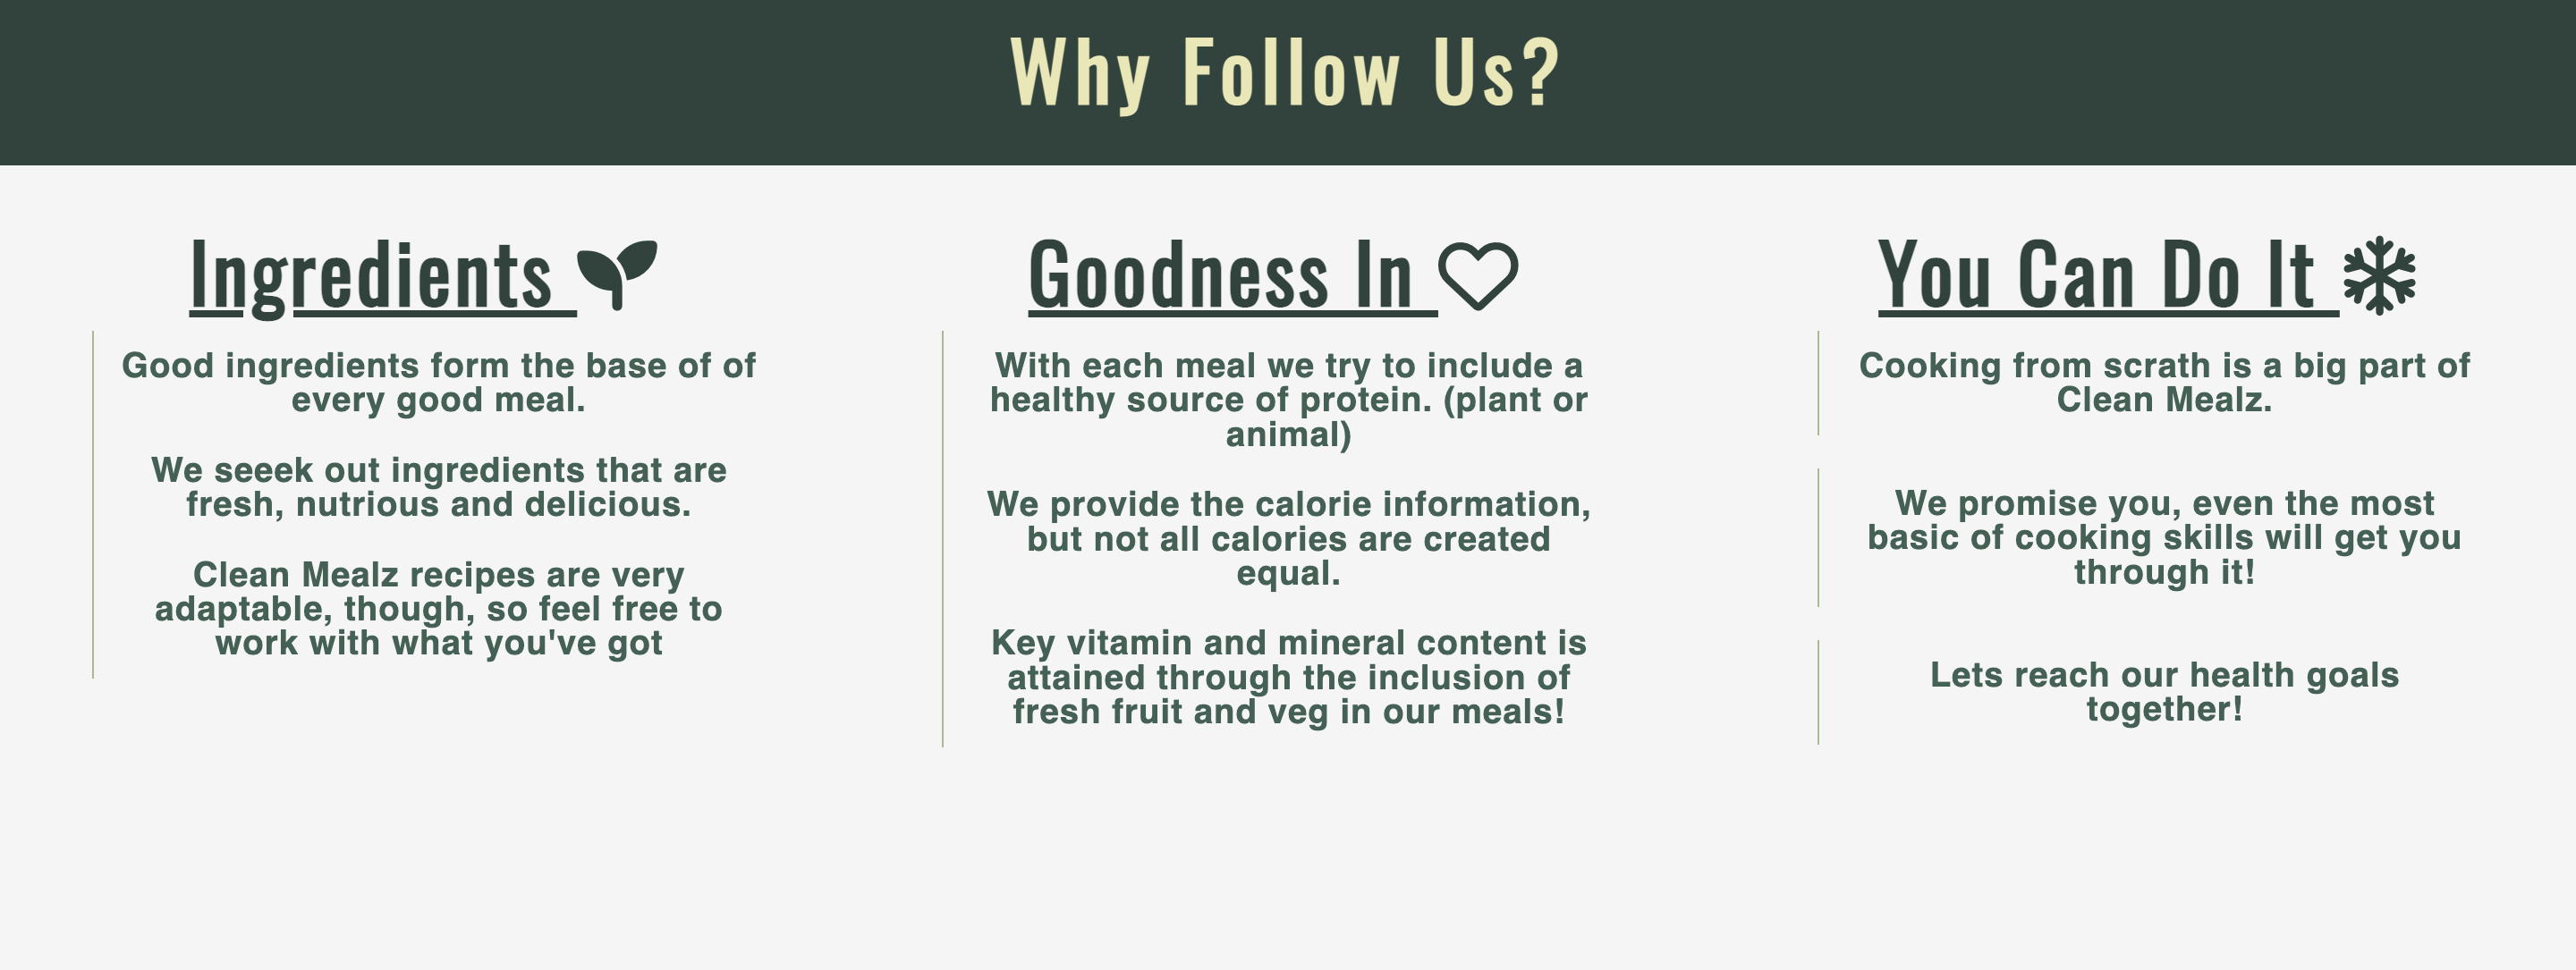 Why Follow Us?
Ingredients
Good ingredients form the base of of
every good meal.
We seeek out ingredients that are
fresh, nutrious and delicious.
Clean Mealz recipes are very
adaptable, though, so feel free to
work with what you've got
Goodness In
With each meal we try to include a
healthy source of protein. (plant or
animal)
We provide the calorie information,
but not all calories are created
equal.
Key vitamin and mineral content is
attained through the inclusion of
fresh fruit and veg in our meals!
You Can Do It
Cooking from scrath is a big part of
Clean Mealz.
We promise you, even the most
basic of cooking skills will get you
through it!
Lets reach our health goals
together!